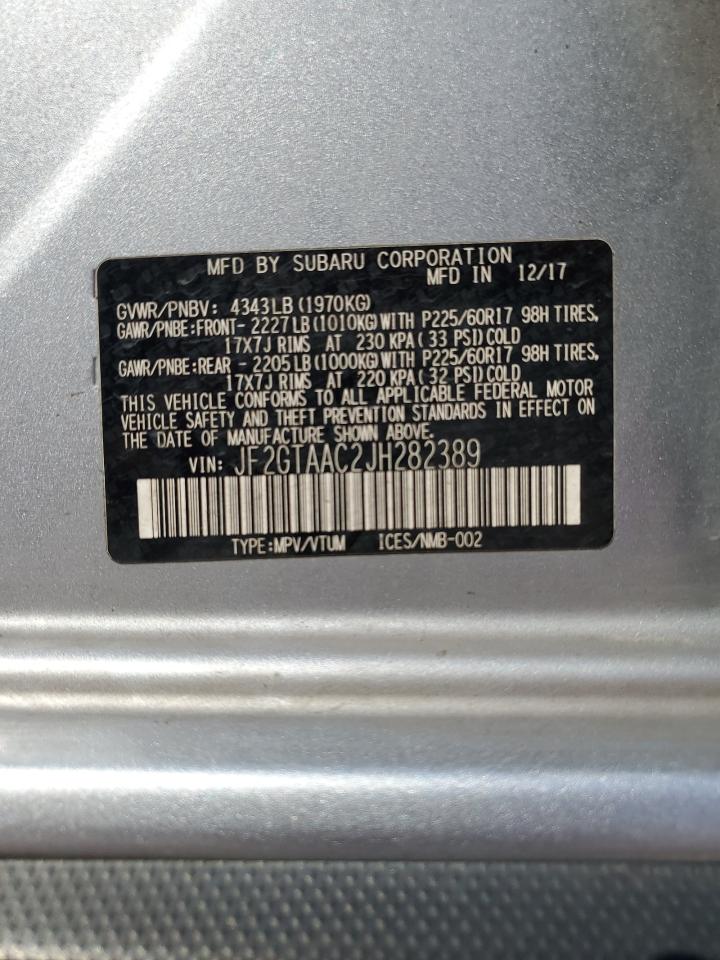 MFD BY SUBARU CORPORATION
MFD IN 12/17
GVWR/PNBV: 4343LB (1970KG)
GAWR/PNBE:FRONT- 2227LB (1010KG) WITH P225/60R17 98H TIRES,
17X7J RIMS AT 230 KPA (33 PSI) COLD
GAWR/PNBE:REAR - 2205LB (1000KG) WITH P225/60R17 98H TIRES,
17X7J RIMS AT 220 KPA (32 PSI) COLD
THIS VEHICLE CONFORMS TO ALL APPLICABLE FEDERAL MOTOR
VEHICLE SAFETY AND THEFT PREVENTION STANDARDS IN EFFECT ON
THE DATE OF MANUFACTURE SHOWN ABOVE.
VIN: JF2GTAAC2JH282389
TYPE:MPV/VTUM ICES/NMB-002